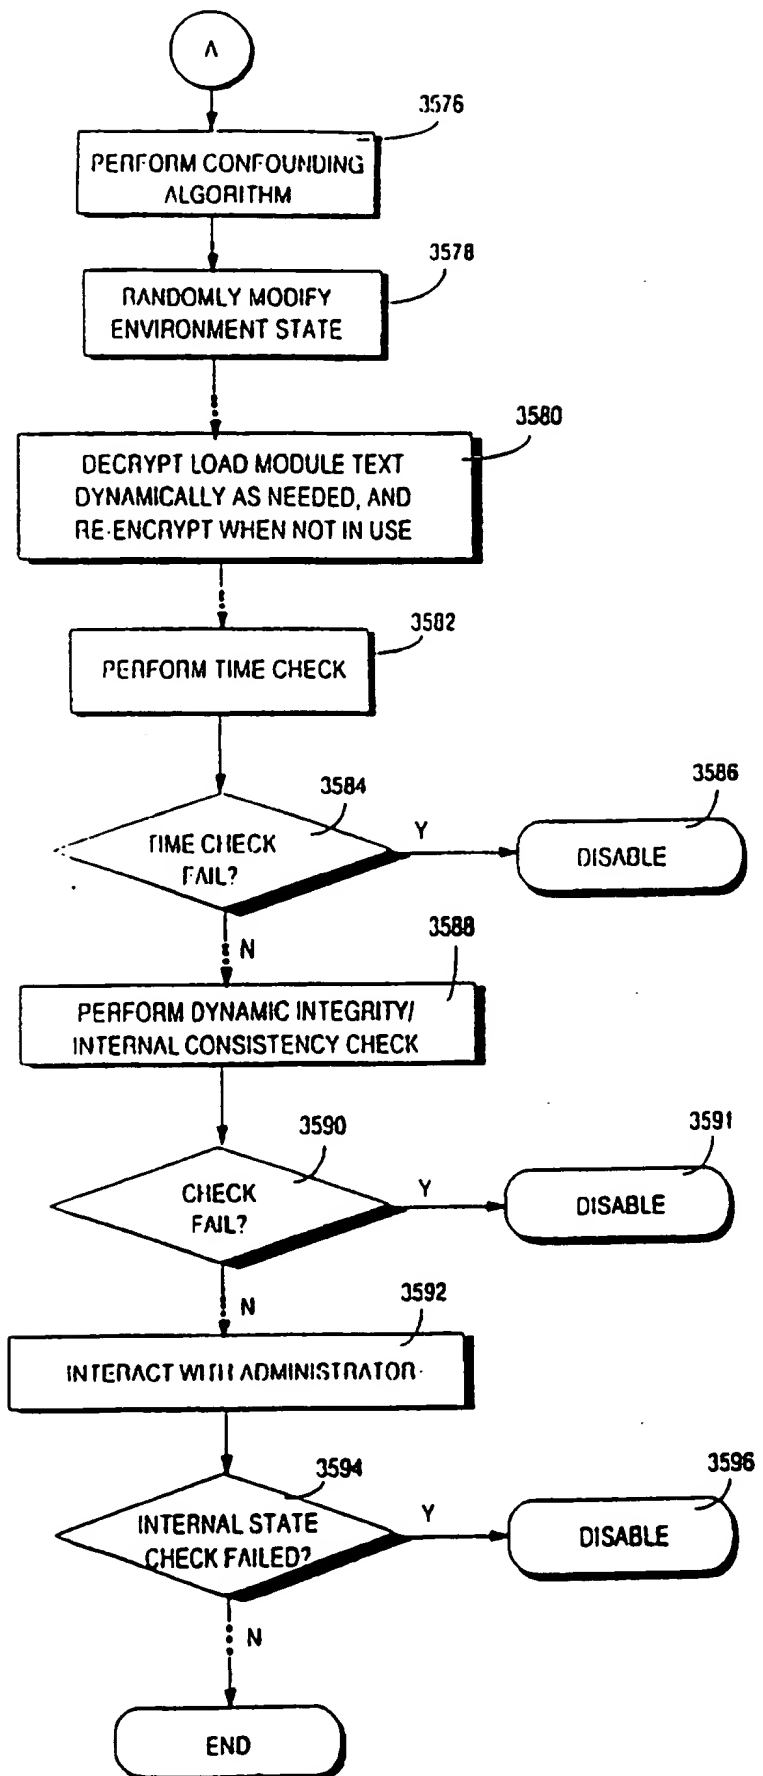 A
3576
PERFORM CONFOUNDING
ALGORITHM
3578
RANDOMLY MODIFY
ENVIRONMENT STATE
3580
DECRYPT LOAD MODULE TEXT
DYNAMICALLY AS NEEDED, AND
RE-ENCRYPT WHEN NOT IN USE
3582
PERFORM TIME CHECK
3584
TIME CHECK
FAIL?
Y
3586
DISABLE
N
3588
PERFORM DYNAMIC INTEGRITY/
INTERNAL CONSISTENCY CHECK
3590
CHECK
FAIL?
Y
3591
DISABLE
N
3592
INTERACT WITH ADMINISTRATOR
3594
INTERNAL STATE
CHECK FAILED?
Y
3596
DISABLE
N
END